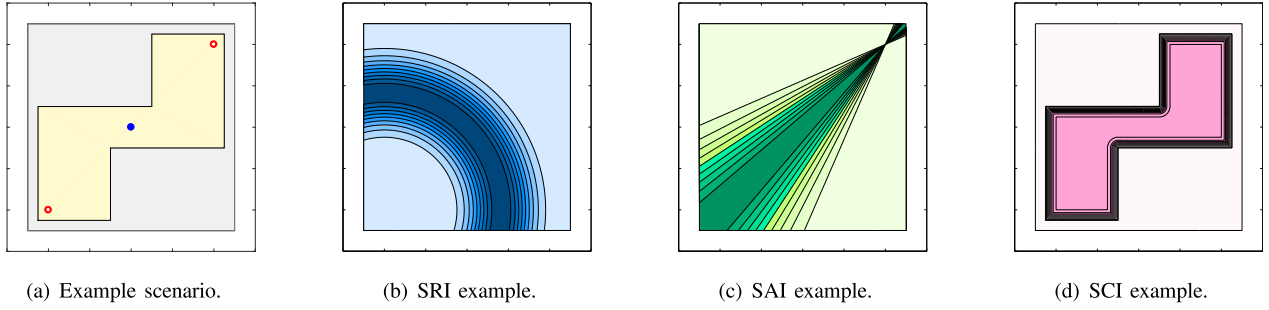 (a) Example scenario.
(b) SRI example.
(c) SAI example.
(d) SCI example.